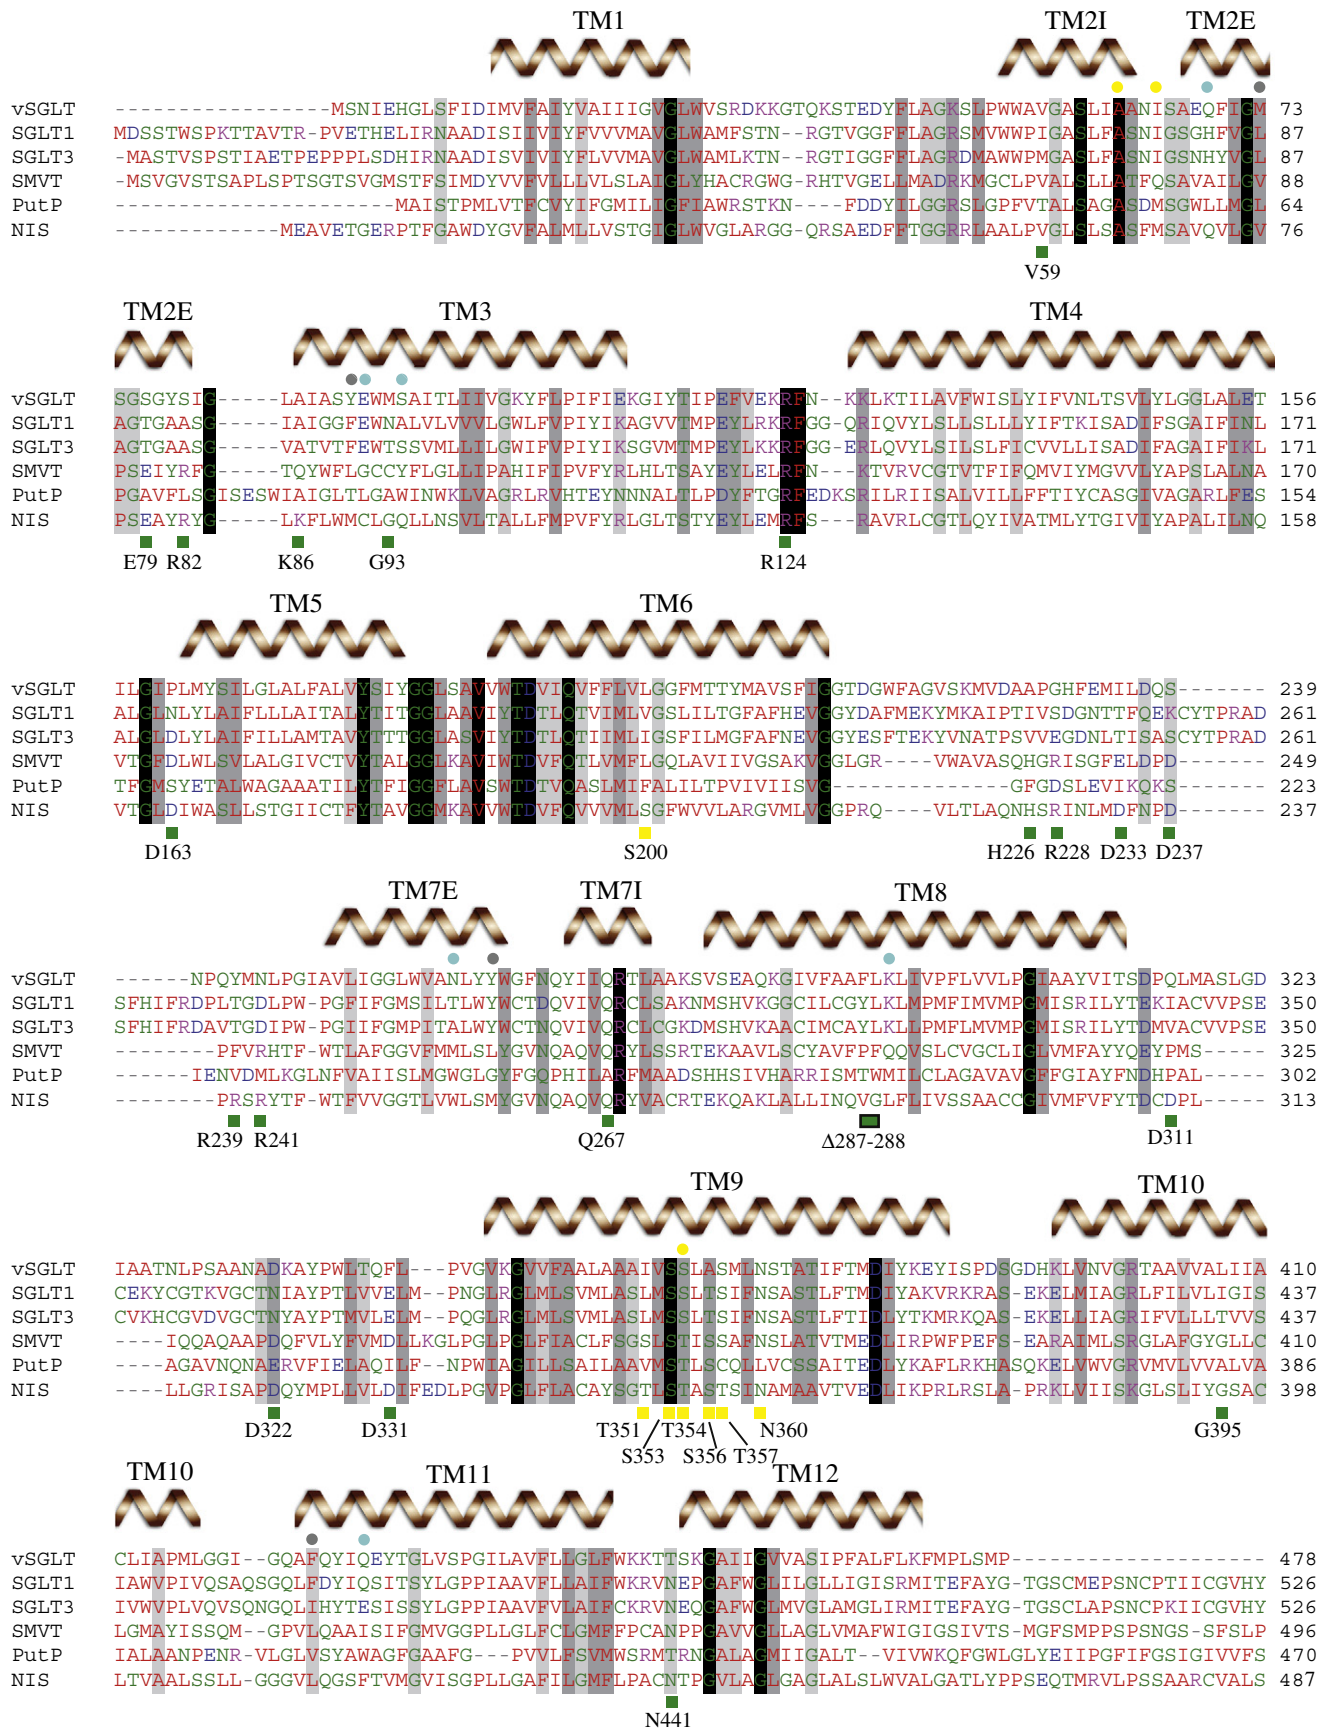 TM1 TM2I TM2E
vSGLT -----------------MSNIEHGLSFIDIMVFAIYVAIIIGVGLWVSRDKKGTQKSTEDYFLAGKSLPWWAVGASLIAANISAEQFIGM 73
SGLT1 MDSSTWSPKTTAVTR-PVETHELIRNAADISIIVIYFVVVMAVGLWAMFSTN--RGTVGGFFLAGRSMVWWPIGASLFASNIGSGHFVGL 87
SGLT3 -MASTVSPSTIAETPEPPPLSDHIRNAADISVIVIYFLVVMAVGLWAMLKTN--RGTIGGFFLAGRDMAWWPMGASLFASNIGSNHYVGL 87
SMVT -MSVGVSTSAPLSPTSGTSVGMSTFSIMDYVVFVLLLVLSLAIGLYHACRGWG-RHTVGELLMADRKMGCLPVALSLLATFQSAVAILGV 88
PutP ----------------------MAISTPMLVTFCVYIFGMILIGFIAWRSTKN----FDDYILGGRSLGPFVTALSAGASDMSGWLLMGL 64
NIS -------------MEAVETGERPTFGAWDYGVFALMLLVSTGIGLWVGLARGG-QRSAEDFFTGGRRLAALPVGLSLSASFMSAVQVLGV 76
V59
TM2E TM3 TM4
vSGLT SGSGYSIG-----LAIASYEWMSAITLIIVGKYFLPIFIEKGIYTIPEFVEKRFN--KKLKTILAVFWISLYIFVNLTSVLYLGGLALET 156
SGLT1 AGTGAASG-----IAIGGFEWNALVLVVVLGWLFVPIYIKAGVVTMPEYLRKRFGG-QRIQVYLSLLSLLLYIFTKISADIFSGAIFINL 171
SGLT3 AGTGAASG-----VATVTFEWTSSVMLLILGWIFVPIYIKSGVMTMPEYLKKRFGG-ERLQVYLSILSLFICVVLLISADIFAGAIFIKL 171
SMVT PSEIYRFG-----TQYWFLGCCYFLGLLIPAHIFIPVFYRLHLTSAYEYLELRFN---KTVRVCGTVTFIFQMVIYMGVVLYAPSLALNA 170
PutP PGAVFLSGISESWIAIGLTLGAWINWKLVAGRLRVHTEYNNNALTLPDYFTGRFEDKSRILRIISALVILLFFTIYCASGIVAGARLFES 154
NIS PSEAYRYG-----LKFLWMCLGQLLNSVLTALLFMPVFYRLGLTSTYEYLEMRFS---RAVRLCGTLQYIVATMLYTGIVIYAPALILNQ 158
E79 R82 K86 G93 R124
TM5 TM6
vSGLT ILGIPLMYSILGLALFALVYSIYGGLSAVVWTDVIQVFFLVLGGFMTTYMAVSFIGGTDGWFAGVSKMVDAAPGHFEMILDQS------- 239
SGLT1 ALGLNLYLAIFLLLAITALYTITGGLAAVIYTDTLQTVIMLVGSLILTGFAFHEVGGYDAFMEKYMKAIPTIVSDGNTTFQEKCYTPRAD 261
SGLT3 ALGLDLYLAIFILLAMTAVYTTTGGLASVIYTDTLQTIIMLIGSFILMGFAFNEVGGYESFTEKYVNATPSVVEGDNLTISASCYTPRAD 261
SMVT VTGFDLWLSVLALGIVCTVYTALGGLKAVIWTDVFQTLVMFLGQLAVIIVGSAKVGGLGR----VWAVASQHGRISGFELDPD------- 249
PutP TFGMSYETALWAGAAATILYTFIGGFLAVSWTDTVQASLMIFALILTPVIVIISVG---------------GFGDSLEVIKQKS------ 223
NIS VTGLDIWASLLSTGIICTFYTAVGGMKAVVWTDVFQVVVMLSGFWVVLARGVMLVGGPRQ----VLTLAQNHSRINLMDFNPD------- 237
D163 S200 H226 R228 D233 D237
TM7E TM7I TM8
vSGLT ------NPQYMNLPGIAVLIGGLWVANLYYWGFNQYIIQRTLAAKSVSEAQKGIVFAAFLKLIVPFLVVLPGIAAYVITSDPQLMASLGD 323
SGLT1 SFHIFRDPLTGDLPW-PGFIFGMSILTLWYWCTDQVIVQRCLSAKNMSHVKGGCILCGYLKLMPMFIMVMPGMISRILYTEKIACVVPSE 350
SGLT3 SFHIFRDAVTGDIPW-PGIIFGMPITALWYWCTNQVIVQRCLCGKDMSHVKAACIMCAYLKLLPMFLMVMPGMISRILYTDMVACVVPSE 350
SMVT --------PFVRHTF-WTLAFGGVFMMLSLYGVNQAQVQRYLSSRTEKAAVLSCYAVFPFQQVSLCVGCLIGLVMFAYYQEYPMS----- 325
PutP ------IENVDMLKGLNFVAIISLMGWGLGYFGQPHILARFMAADSHHSIVHARRISMTWMILCLAGAVAVGFFGIAYFNDHPAL----- 302
NIS --------PRSRYTF-WTFVVGGTLVWLSMYGVNQAQVQRYVACRTEKQAKLALLINQVGLFLIVSSAACCGIVMFVFYTDCDPL----- 313
R239 R241 Q267 Δ287-288 D311
TM9 TM10
vSGLT IAATNLPSAANADKAYPWLTQFL--PVGVKGVVFAALAAAIVSSLASMLNSTATIFTMDIYKEYISPDSGDHKLVNVGRTAAVVALIIA 410
SGLT1 CEKYCGTKVGCTNIAYPTLVVELM--PNGLRGLMLSVMLASLMSSLTSIFNSASTLFTMDIYAKVRKRAS-EKELMIAGRLFILVLIGIS 437
SGLT3 CVKHCGVDVGCTNYAYPTMVLELM--PQGLRGLMLSVMLASLMSSLTSIFNSASTLFTIDLYTKMRKQAS-EKELLIAGRIFVLLLTVVS 437
SMVT ----IQQAQAAPDQFVLYFVMDLLKGLPGLPGLFIACLFSGSLSTISSAFNSLATVTMEDLIRPWFPEFS-EARAIMLSRGLAFGYGLLC 410
PutP ----AGAVNQNAERVFIELAQILF--NPWIAGILLSAILAAVMSTLSCQLLVCSSAITEDLYKAFLRKHASQKELVWVGRVMVLVVALVA 386
NIS ----LLGRISAPDQYMPLLVLDIFEDLPGVPGLFLACAYSGTLSTASTSINAMAAVTVEDLIKPRLRSLA-PRKLVIISKGLSLIYGSAC 398
D322 D331 T351 T354 N360 G395
S353 S356 T357
TM10 TM11 TM12
vSGLT CLIAPMLGGI--GQAFQYIQEYTGLVSPGILAVFLLGLFWKKTTSKGAIIGVVASIPFALFLKFMPLSMP-------------------- 478
SGLT1 IAWVPIVQSAQSGQLFDYIQSITSYLGPPIAAVFLLAIFWKRVNEPGAFWGLILGLLIGISRMITEFAYG-TGSCMEPSNCPTIICGVHY 526
SGLT3 IVWVPLVQVSQNGQLIHYTESISSYLGPPIAAVFVLAIFCKRVNEQGAFWGLMVGLAMGLIRMITEFAYG-TGSCLAPSNCPKIICGVHY 526
SMVT LGMAYISSQM--GPVLQAAISIFGMVGGPLLGLFCLGMFFPCANPPGAVVGLLAGLVMAFWIGIGSIVTS-MGFSMPPSPSNGS-SFSLP 496
PutP IALAANPENR-VLGLVSYAWAGFGAAFG---PVVLFSVMWSRMTRNGALAGMIIGALT--VIVWKQFGWLGLYEIIPGFIFGSIGIVVFS 470
NIS LTVAALSSLL-GGGVLQGSFTVMGVISGPLLGAFILGMFLPACNTPGVLAGLGAGLALSLWVALGATLYPPSEQTMRVLPSSAARCVALS 487
N441